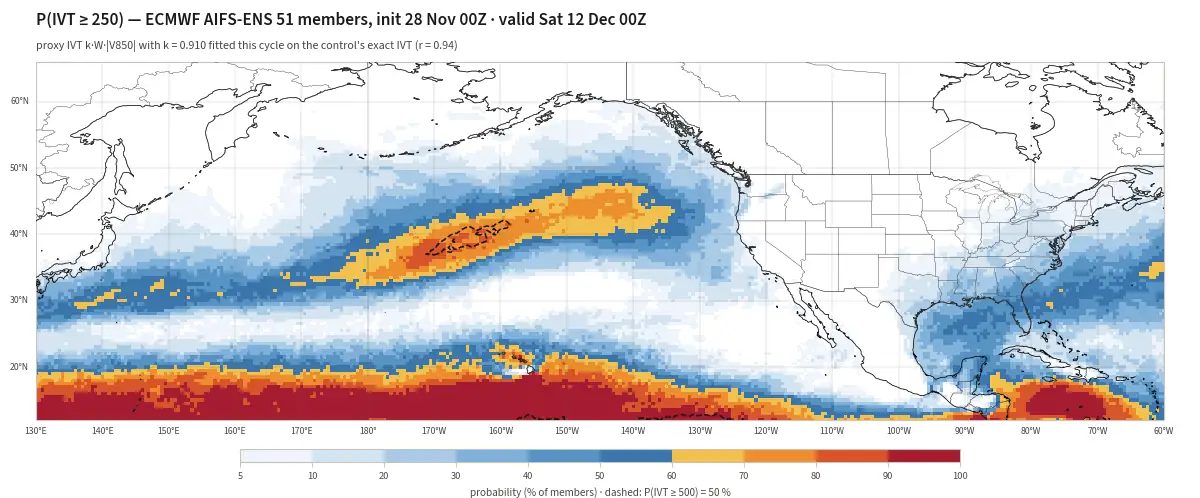 P(IVT ≥ 250) — ECMWF AIFS-ENS 51 members, init 28 Nov 00Z · valid Sat 12 Dec 00Z
proxy IVT k·W·|V850| with k = 0.910 fitted this cycle on the control's exact IVT (r = 0.94)
60°N
50°N
40°N
30°N
20°N
130°E 140°E 150°E 160°E 170°E 180° 170°W 160°W 150°W 140°W 130°W 120°W 110°W 100°W 90°W 80°W 70°W 60°W
5 10 20 30 40 50 60 70 80 90 100
probability (% of members) · dashed: P(IVT ≥ 500) = 50 %